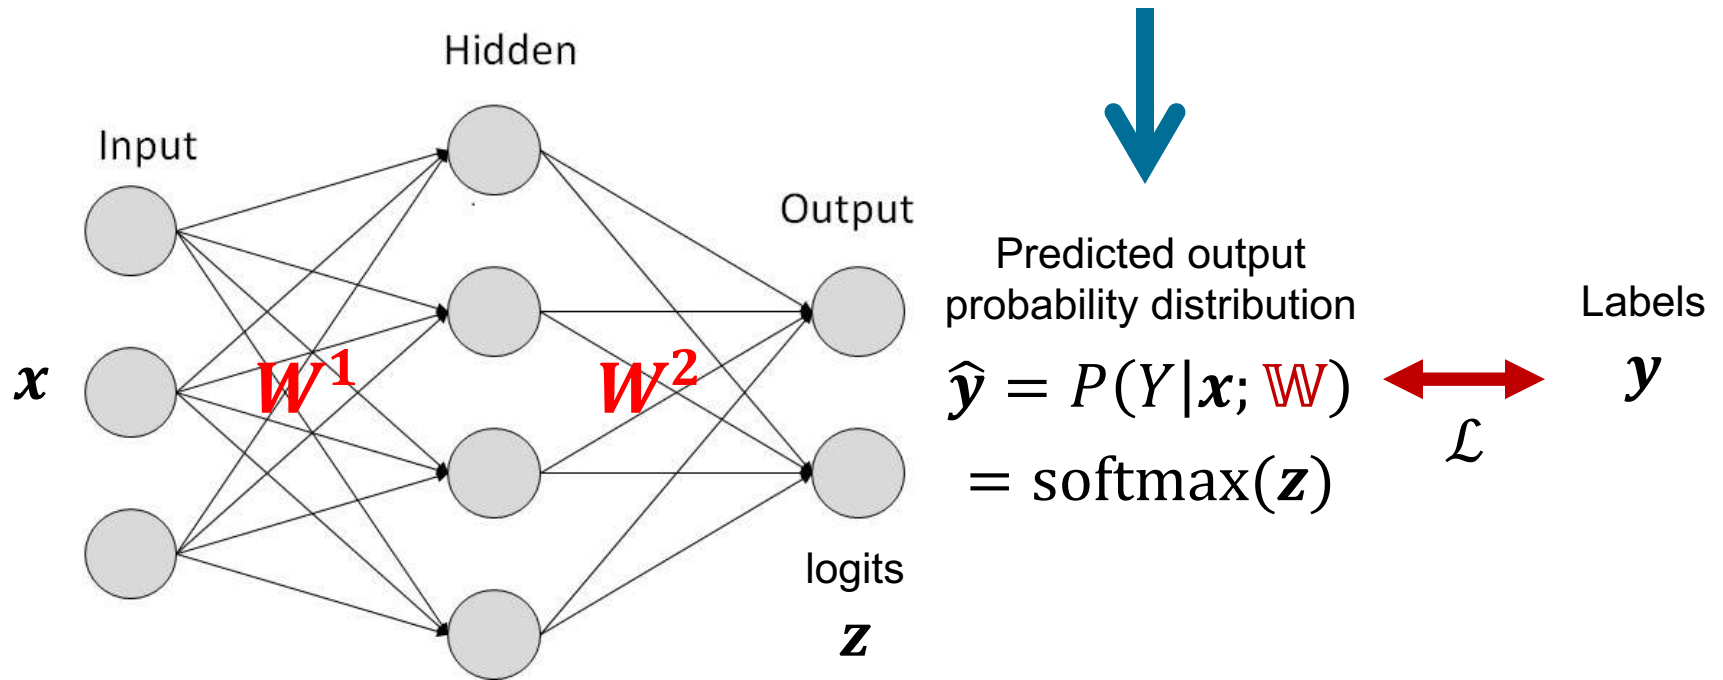 Hidden
Input
Output
Predicted output
probability distribution
Labels
x
W¹
W²
ŷ = P(Y|x; 𝕎)
y
ℒ
= softmax(z)
logits
z